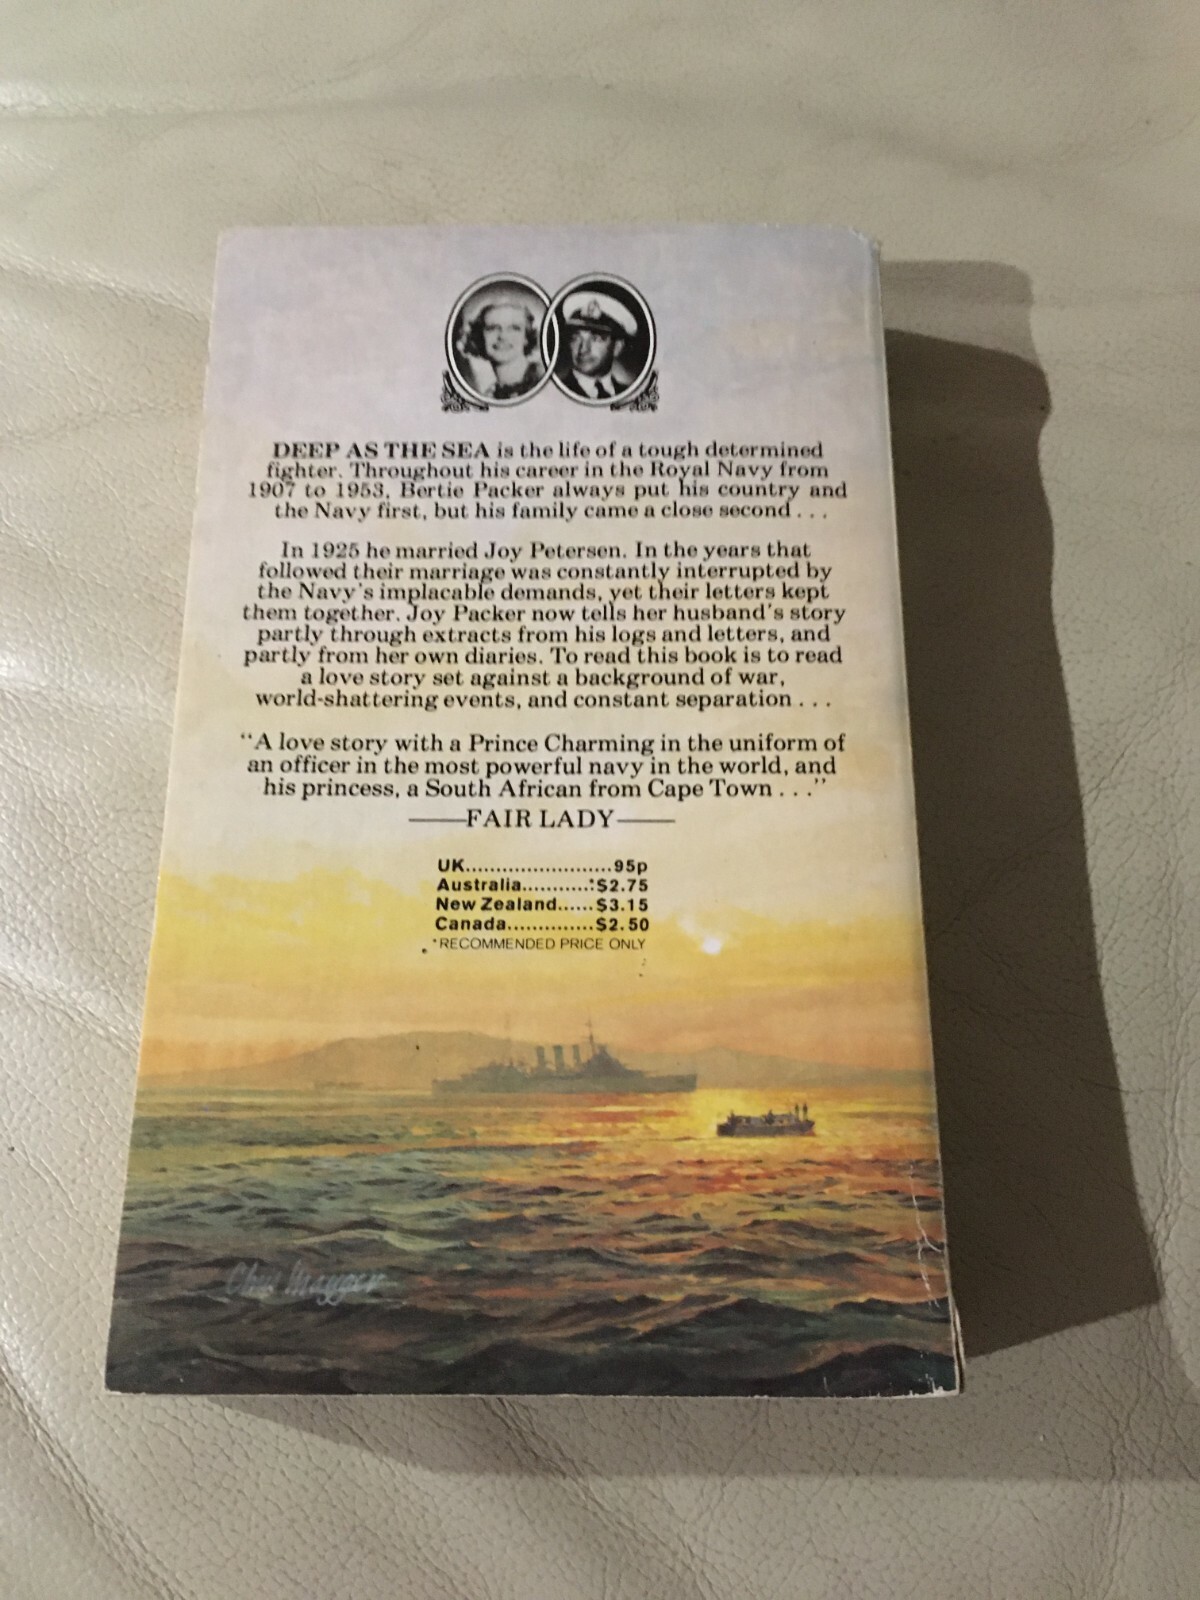 DEEP AS THE SEA is the life of a tough determined
fighter. Throughout his career in the Royal Navy from
1907 to 1953, Bertie Packer always put his country and
the Navy first, but his family came a close second . . .
In 1925 he married Joy Petersen. In the years that
followed their marriage was constantly interrupted by
the Navy's implacable demands, yet their letters kept
them together. Joy Packer now tells her husband's story
partly through extracts from his logs and letters, and
partly from her own diaries. To read this book is to read
a love story set against a background of war,
world-shattering events, and constant separation . . .
"A love story with a Prince Charming in the uniform of
an officer in the most powerful navy in the world, and
his princess, a South African from Cape Town . . ."
——FAIR LADY——
UK........................95p
Australia...........*$2.75
New Zealand......$3.15
Canada..............$2.50
*RECOMMENDED PRICE ONLY
Chris Mayger